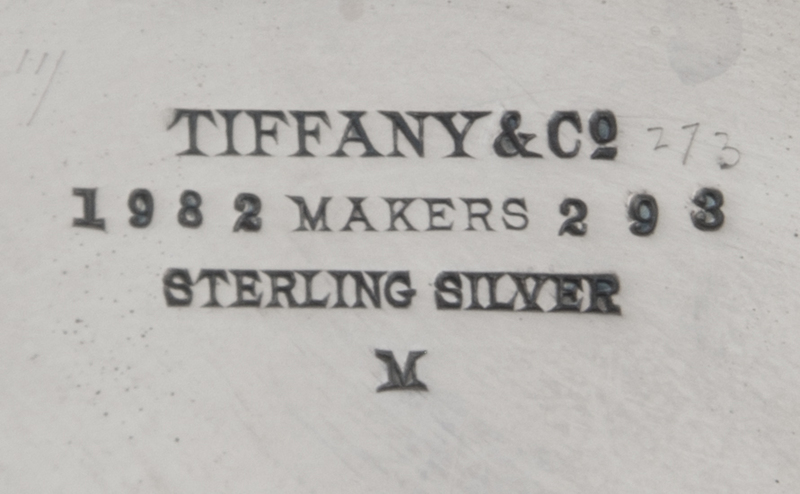 TIFFANY & Cº 273
1982 MAKERS 293
STERLING SILVER
M